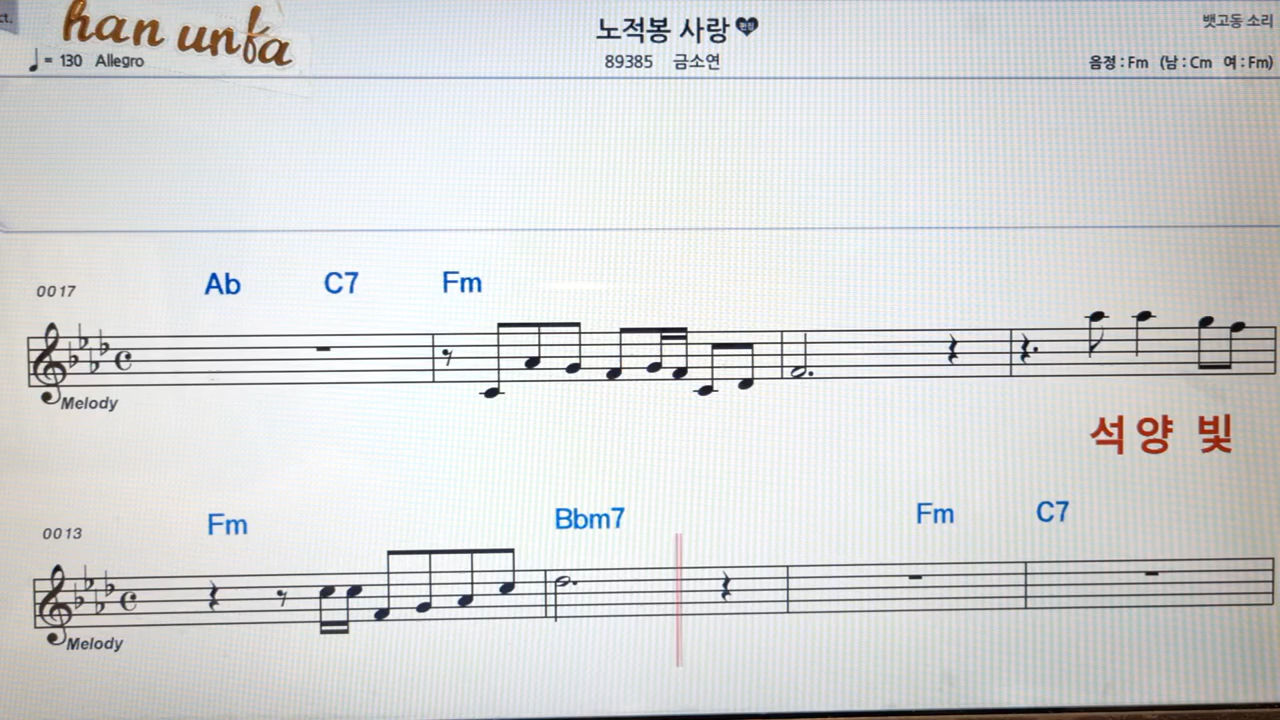 ct.
han unfa
노적봉 사랑
뱃고동 소리
♩= 130 Allegro
89385 금소연
음정 : Fm (남 : Cm 여 : Fm)
0017 Ab C7 Fm
Melody
석양 빛
0013 Fm Bbm7 Fm C7
Melody